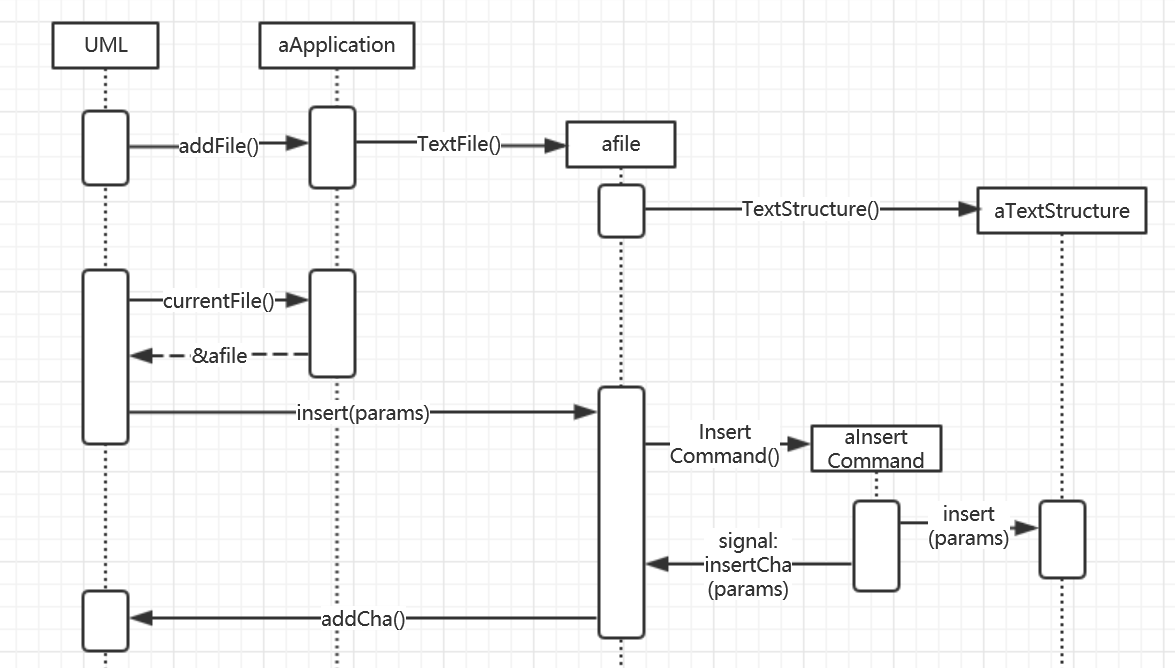 UML
aApplication
addFile()
TextFile()
afile
TextStructure()
aTextStructure
currentFile()
&afile
insert(params)
Insert
Command()
aInsert
Command
insert
(params)
signal:
insertCha
(params)
addCha()